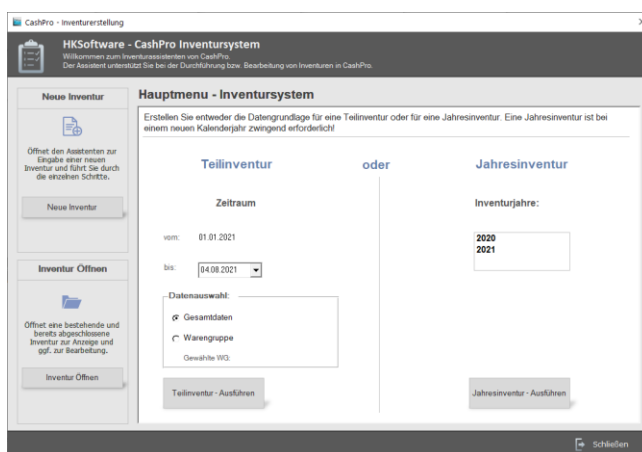 CashPro - Inventurerstellung
HKSoftware - CashPro Inventursystem
Willkommen zum Inventurassistenten von CashPro.
Der Assistent unterstützt Sie bei der Durchführung bzw. Bearbeitung von Inventuren in CashPro.
Neue Inventur
Öffnet den Assistenten zur
Eingabe einer neuen
Inventur und führt Sie durch
die einzelnen Schritte.
Neue Inventur
Inventur Öffnen
Öffnet eine bestehende und
bereits abgeschlossene
Inventur zur Anzeige und
ggf. zur Bearbeitung.
Inventur Öffnen
Hauptmenu - Inventursystem
Erstellen Sie entweder die Datengrundlage für eine Teilinventur oder für eine Jahresinventur. Eine Jahresinventur ist bei
einem neuen Kalenderjahr zwingend erforderlich!
Teilinventur
oder
Jahresinventur
Zeitraum
vom: 01.01.2021
bis: 04.08.2021
Datenauswahl:
Gesamtdaten
Warengruppe
Gewählte WG:
Teilinventur - Ausführen
Inventurjahre:
2020
2021
Jahresinventur - Ausführen
Schließen